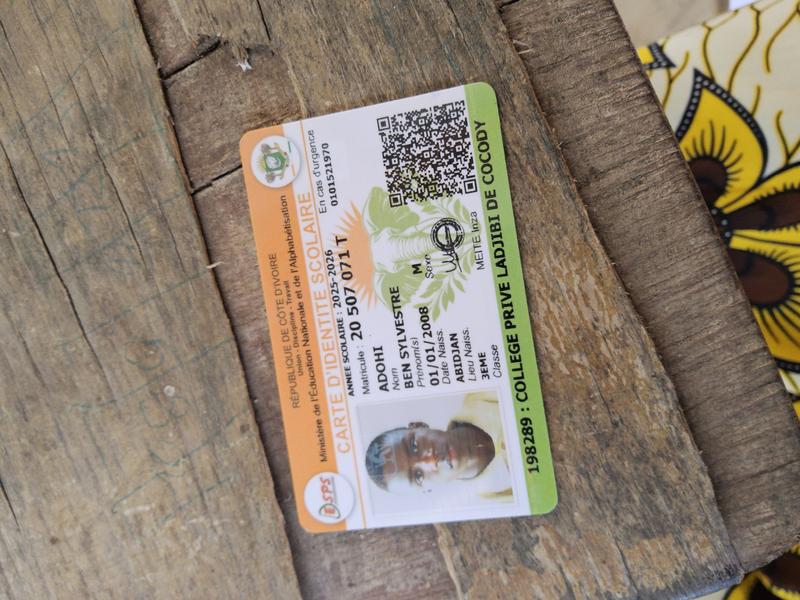 RÉPUBLIQUE DE CÔTE D'IVOIRE
Union - Discipline - Travail
Ministère de l'Éducation Nationale et de l'Alphabétisation
DSPS
CARTE D'IDENTITE SCOLAIRE
ANNEE SCOLAIRE : 2025-2026
En cas d'urgence
0101521970
Matricule : 20 507 071 T
ADOHI
Nom
BEN SYLVESTRE
Prénom(s)
01/01/2008
Date Naiss.
M
Sexe
ABIDJAN
Lieu Naiss.
3EME
Classe
MEITE Inza
198289 : COLLEGE PRIVE LADJIBI DE COCODY